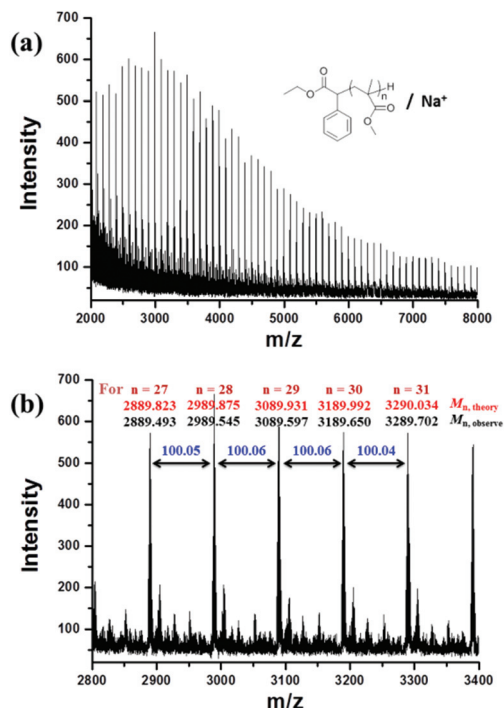 (a)
700
600
500
400
300
200
100
Intensity
O
O
n
H
O
O
/ Na⁺
2000 3000 4000 5000 6000 7000 8000
m/z
(b)
For n = 27 n = 28 n = 29 n = 30 n = 31
2889.823 2989.875 3089.931 3189.992 3290.034 Mn, theory
2889.493 2989.545 3089.597 3189.650 3289.702 Mn, observe
100.05 100.06 100.06 100.04
700
600
500
400
300
200
100
Intensity
2800 2900 3000 3100 3200 3300 3400
m/z